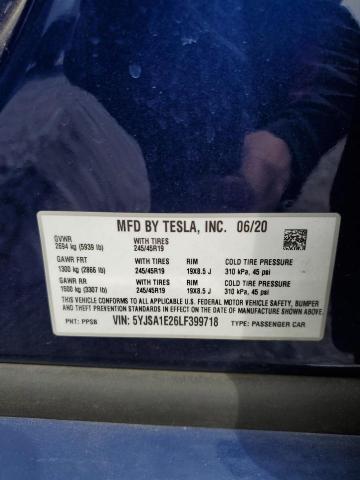 MFD BY TESLA, INC. 06/20
GVWR WITH TIRES
2694 kg (5939 lb) 245/45R19
GAWR FRT WITH TIRES RIM COLD TIRE PRESSURE
1300 kg (2866 lb) 245/45R19 19X8.5 J 310 kPa, 45 psi
GAWR RR WITH TIRES RIM COLD TIRE PRESSURE
1500 kg (3307 lb) 245/45R19 19X8.5 J 310 kPa, 45 psi
THIS VEHICLE CONFORMS TO ALL APPLICABLE U.S. FEDERAL MOTOR VEHICLE SAFETY, BUMPER
AND THEFT PREVENTION STANDARDS IN EFFECT ON THE DATE OF MANUFACTURE SHOWN ABOVE.
PNT: PPSB VIN: 5YJSA1E26LF399718 TYPE: PASSENGER CAR